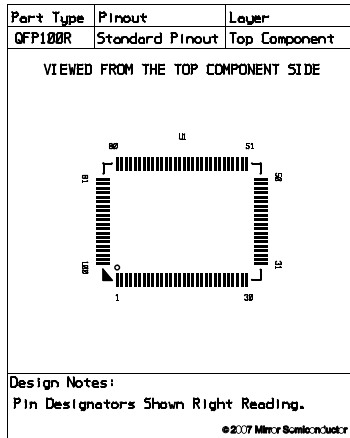 Part Type Pinout Layer
QFP100R Standard Pinout Top Component
VIEWED FROM THE TOP COMPONENT SIDE
U1
80 51
81 50
100 31
1 30
Design Notes:
Pin Designators Shown Right Reading.
© 2007 Mirror Semiconductor